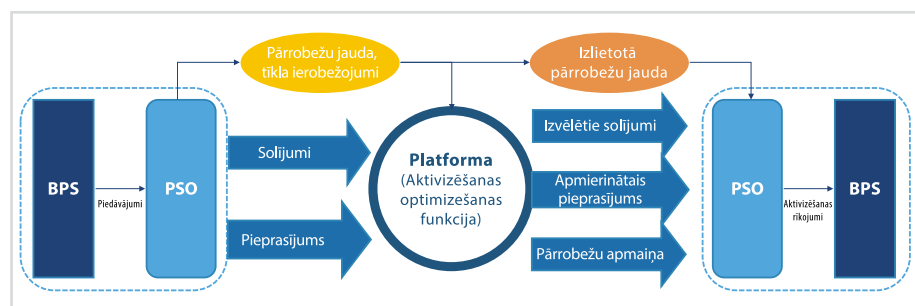 Pārrobežu jauda,
tīkla ierobežojumi
Izlietotā
pārrobežu jauda
BPS
Piedāvājumi
PSO
Solījumi
Pieprasījums
Platforma
(Aktivizēšanas
optimizešanas
funkcija)
Izvēlētie solījumi
Apmierinātais
pieprasījums
Pārrobežu apmaiņa
PSO
Aktivizēšanas
rīkojumi
BPS